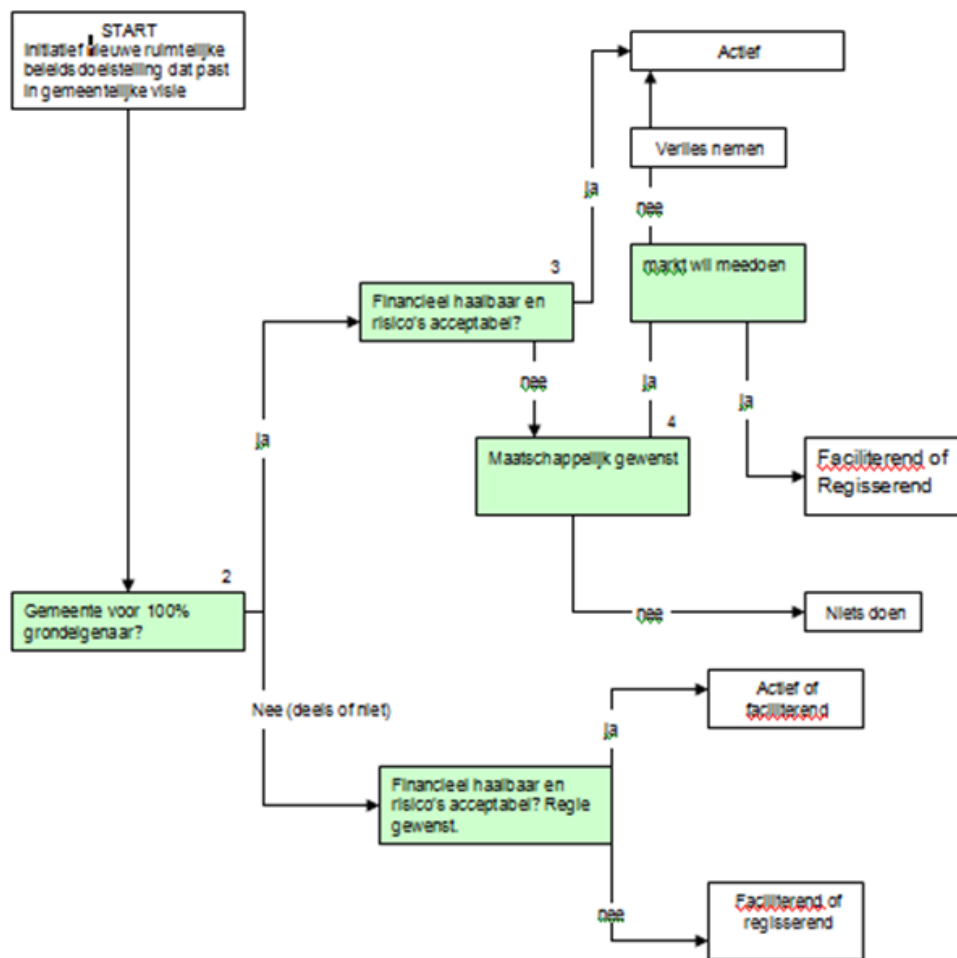 START
Initiatief nieuwe ruimtelijke
beleidsdoelstelling dat past
in gemeentelijke visie
Actief
Verlies nemen
ja
nee
3
markt wil meedoen
Financieel haalbaar en
risico's acceptabel?
nee
ja
ja
4
ja
Maatschappelijk gewenst
Faciliterend of
Regisserend
2
Gemeente voor 100%
grondeigenaar?
nee
Niets doen
Nee (deels of niet)
Actief of
faciliterend
ja
Financieel haalbaar en
risico's acceptabel? Regie
gewenst.
nee
Faciliterend of
regisserend